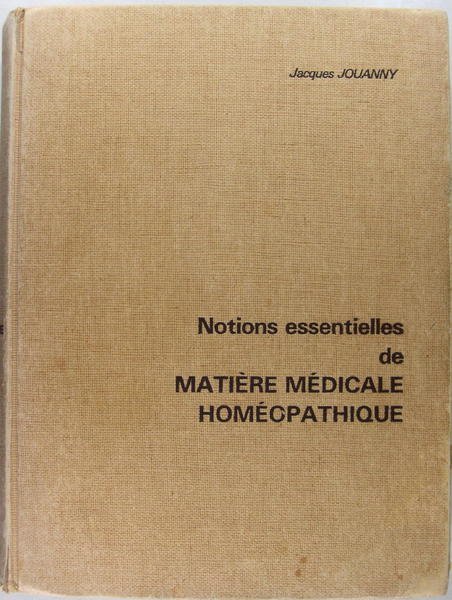 Jacques JOUANNY
Notions essentielles
de
MATIÈRE MÉDICALE
HOMÉOPATHIQUE